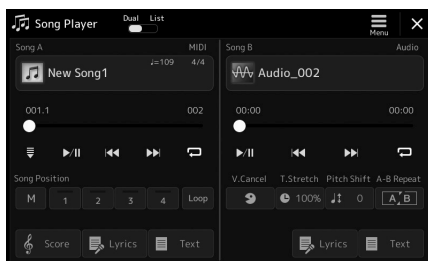 Song Player Dual List Menu
Song A MIDI
New Song1 ♩=109 4/4
001.1 002
Song Position
M 1 2 3 4 Loop
Score Lyrics Text
Song B Audio
Audio_002
00:00 00:00
V.Cancel T.Stretch Pitch Shift A-B Repeat
100% 0 A B
Lyrics Text